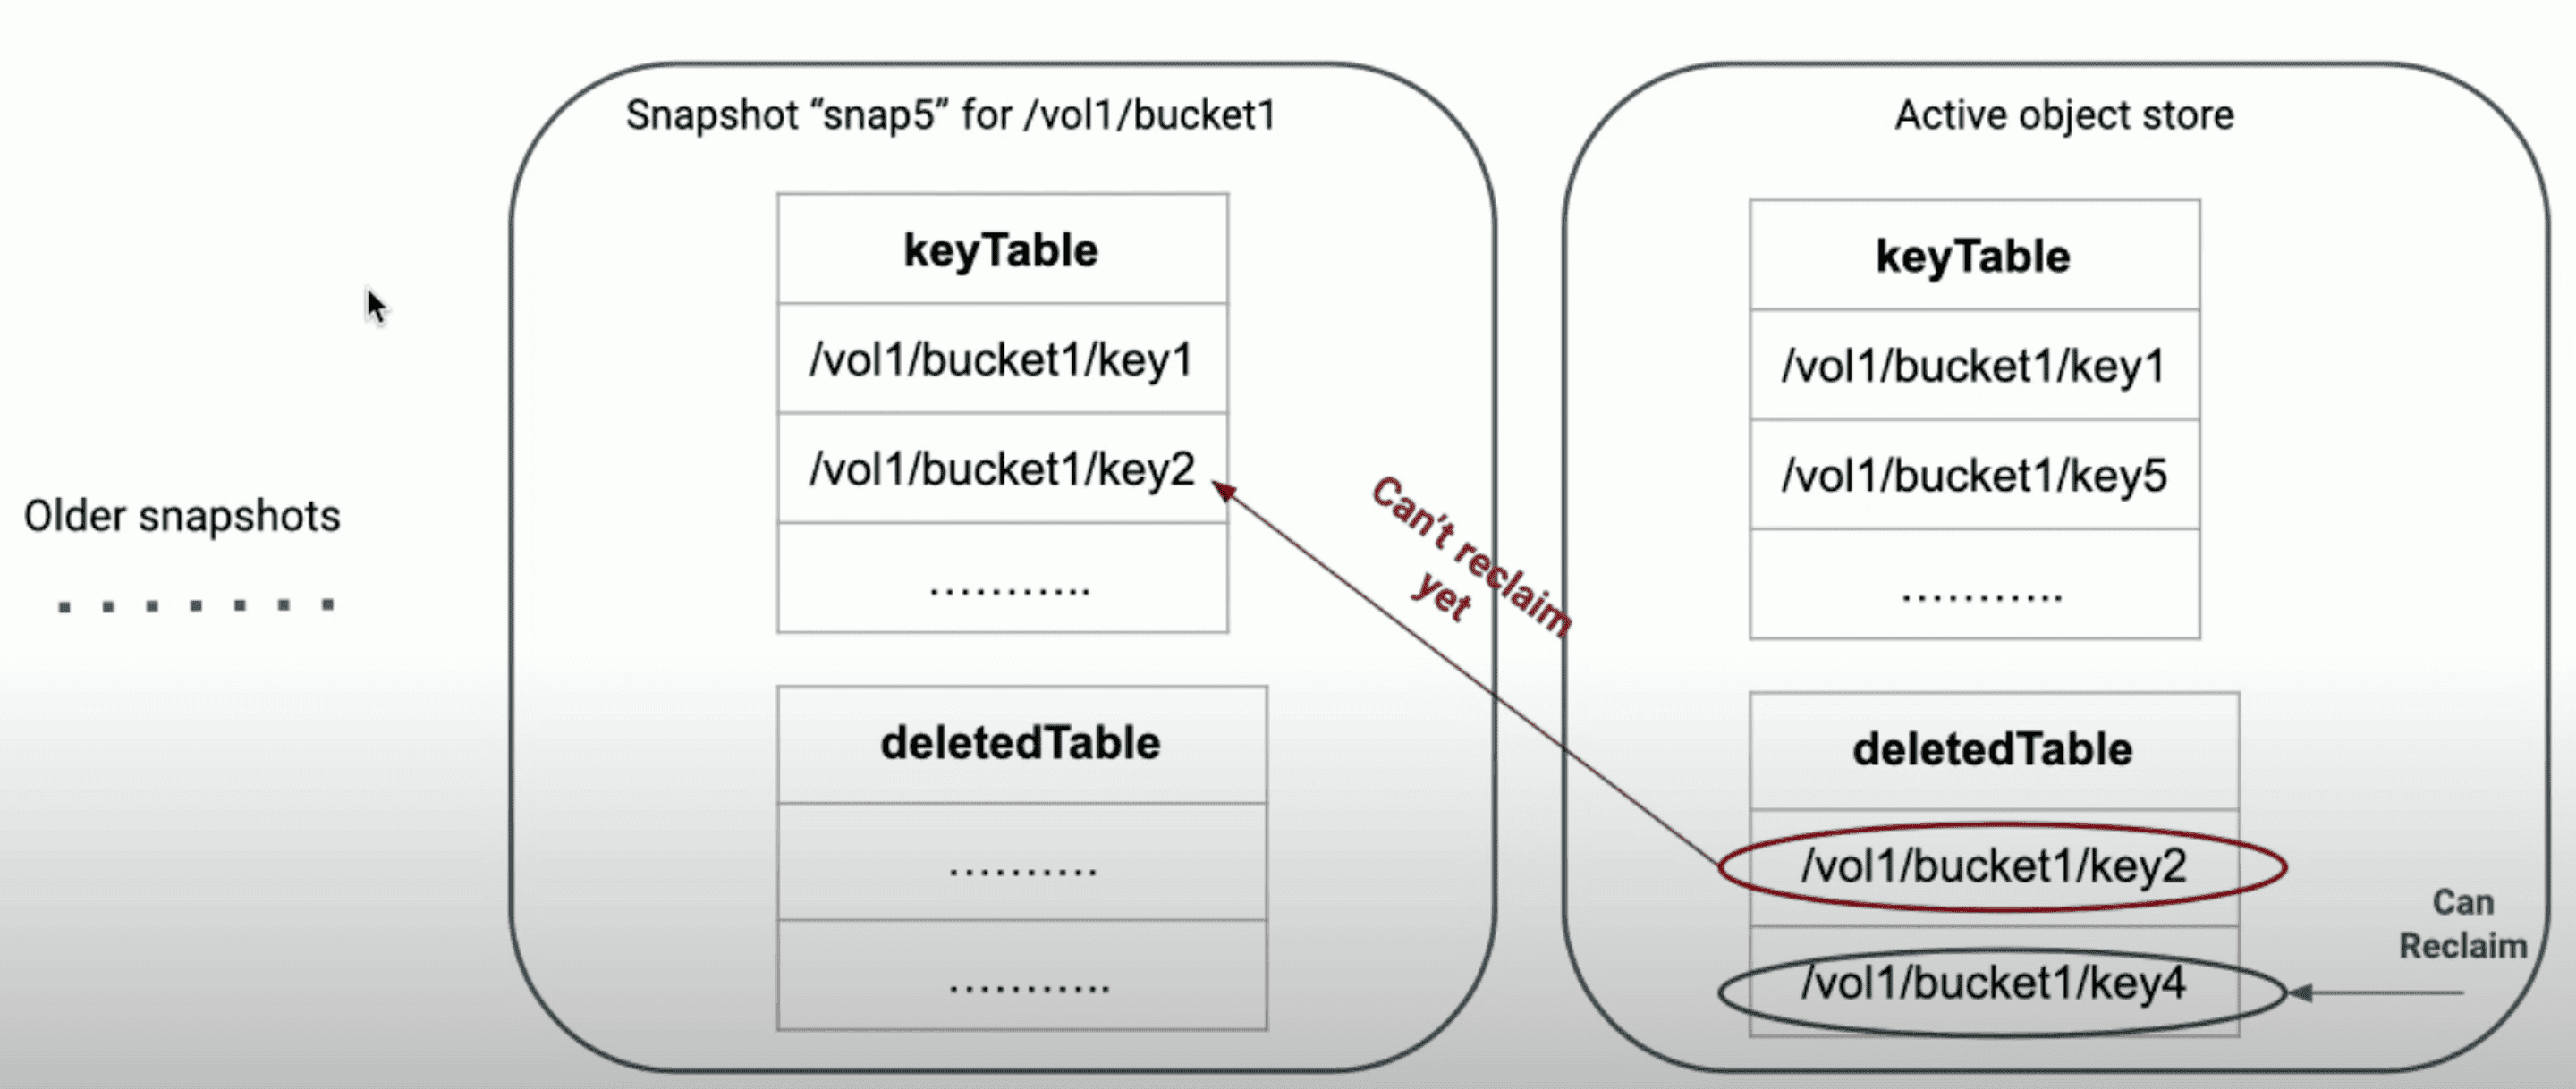 Older snapshots
Snapshot “snap5” for /vol1/bucket1
keyTable
/vol1/bucket1/key1
/vol1/bucket1/key2
...........
deletedTable
..........
...........
Can't reclaim
yet
Active object store
keyTable
/vol1/bucket1/key1
/vol1/bucket1/key5
...........
deletedTable
/vol1/bucket1/key2
/vol1/bucket1/key4
Can
Reclaim